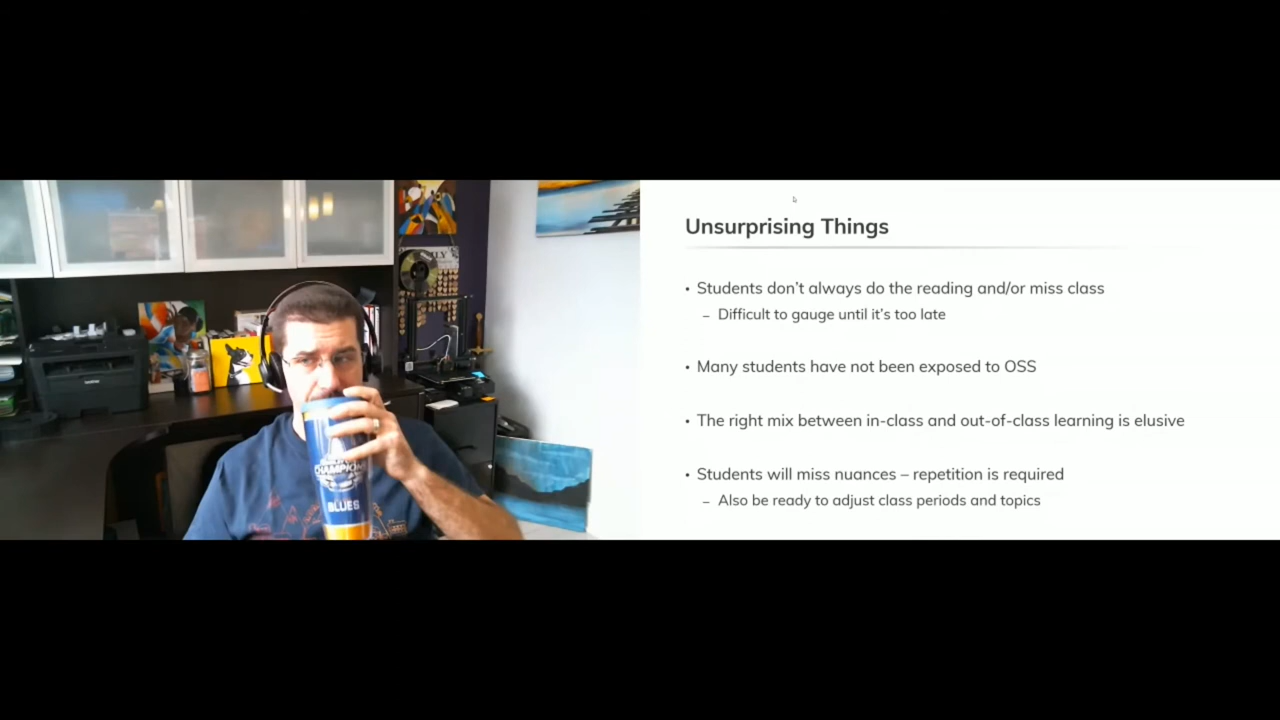 CHAMPIONS
BLUES
Unsurprising Things
• Students don't always do the reading and/or miss class
– Difficult to gauge until it's too late
• Many students have not been exposed to OSS
• The right mix between in-class and out-of-class learning is elusive
• Students will miss nuances – repetition is required
– Also be ready to adjust class periods and topics